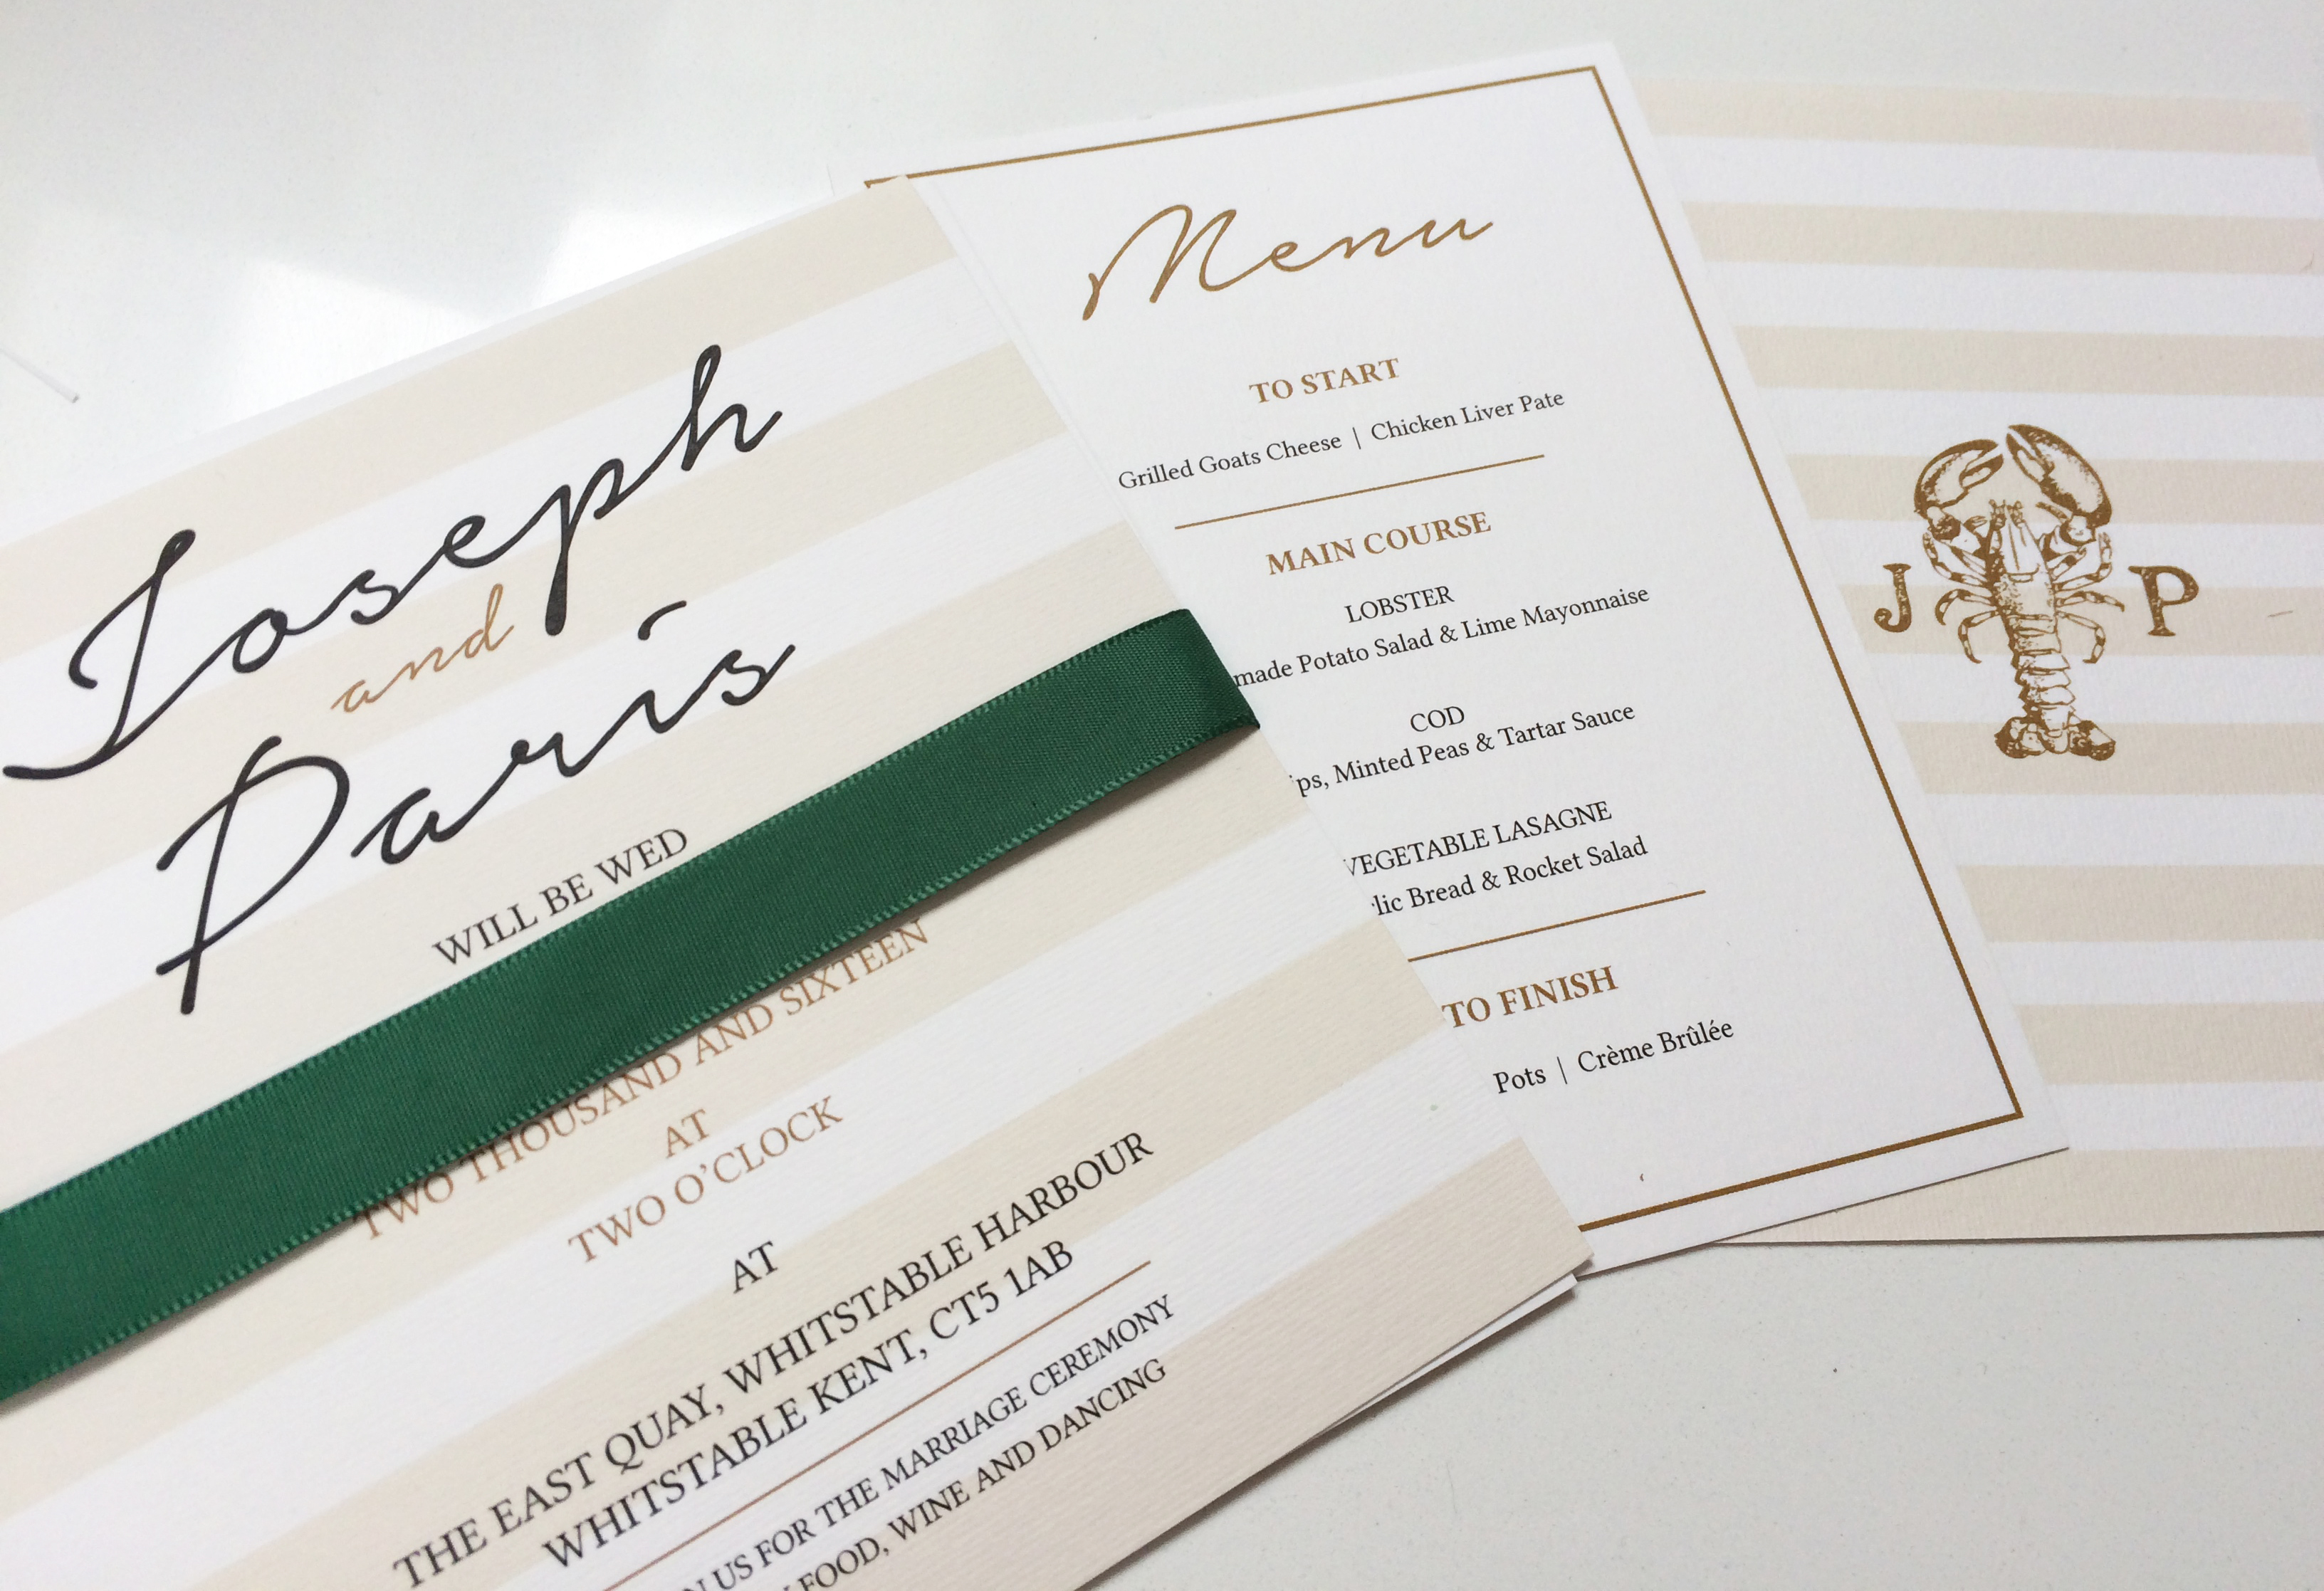 Joseph
and
Paris
WILL BE WED
TWO THOUSAND AND SIXTEEN
AT
TWO O'CLOCK
AT
THE EAST QUAY, WHITSTABLE HARBOUR
WHITSTABLE KENT, CT5 1AB
US FOR THE MARRIAGE CEREMONY
FOOD, WINE AND DANCING
Menu
TO START
Grilled Goats Cheese | Chicken Liver Pate
MAIN COURSE
LOBSTER
made Potato Salad & Lime Mayonnaise
COD
ps, Minted Peas & Tartar Sauce
VEGETABLE LASAGNE
lic Bread & Rocket Salad
TO FINISH
Pots | Crème Brûlée
J P